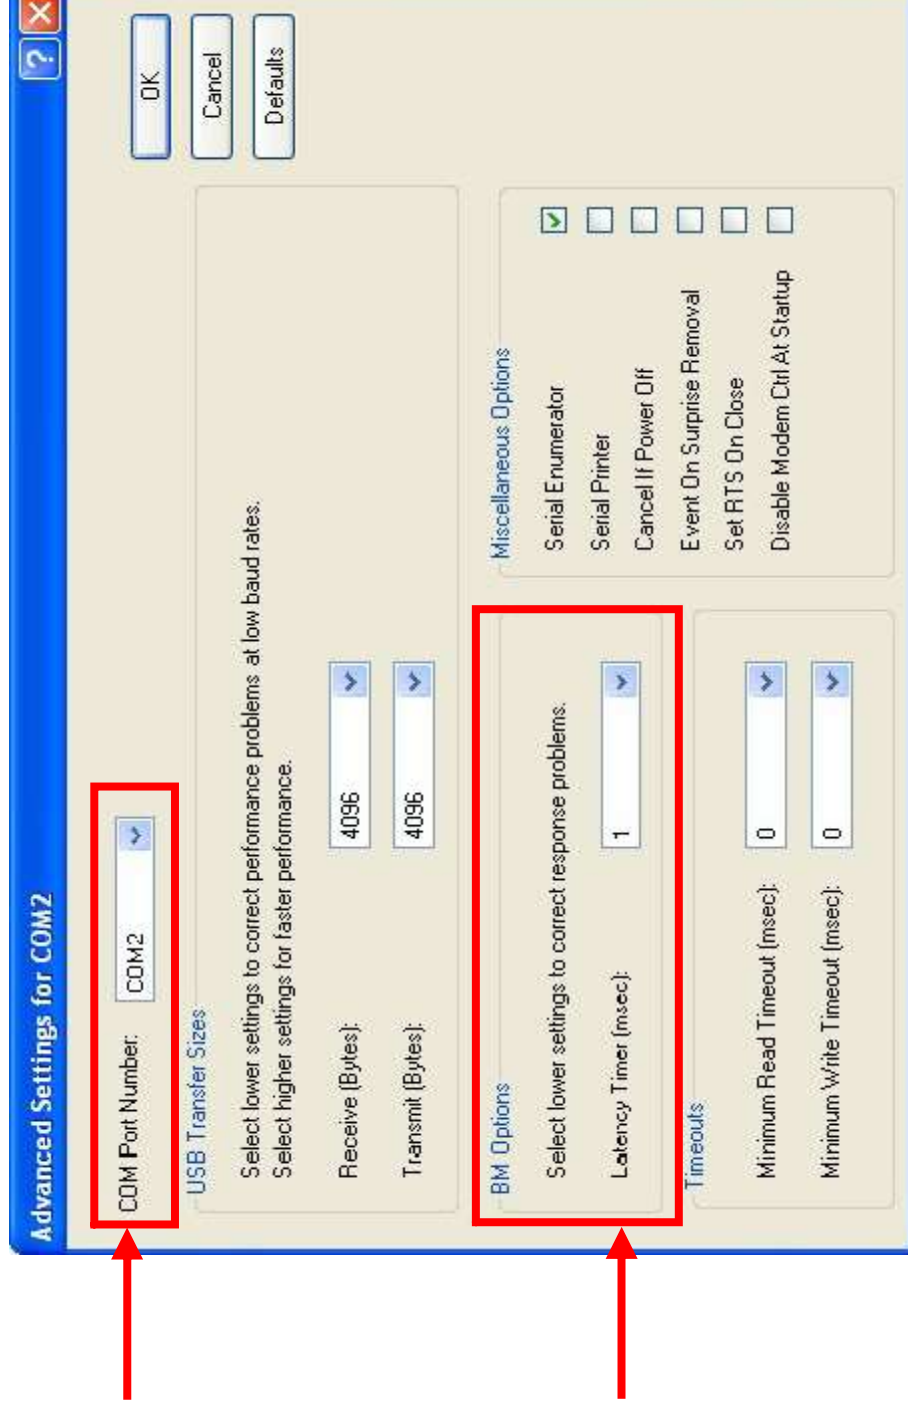 Advanced Settings for COM2
?
COM Port Number: COM2
OK
Cancel
Defaults
USB Transfer Sizes
Select lower settings to correct performance problems at low baud rates.
Select higher settings for faster performance.
Receive (Bytes): 4096
Transmit (Bytes): 4096
BM Options
Select lower settings to correct response problems.
Latency Timer (msec): 1
Timeouts
Minimum Read Timeout (msec): 0
Minimum Write Timeout (msec): 0
Miscellaneous Options
Serial Enumerator
Serial Printer
Cancel If Power Off
Event On Surprise Removal
Set RTS On Close
Disable Modem Ctrl At Startup